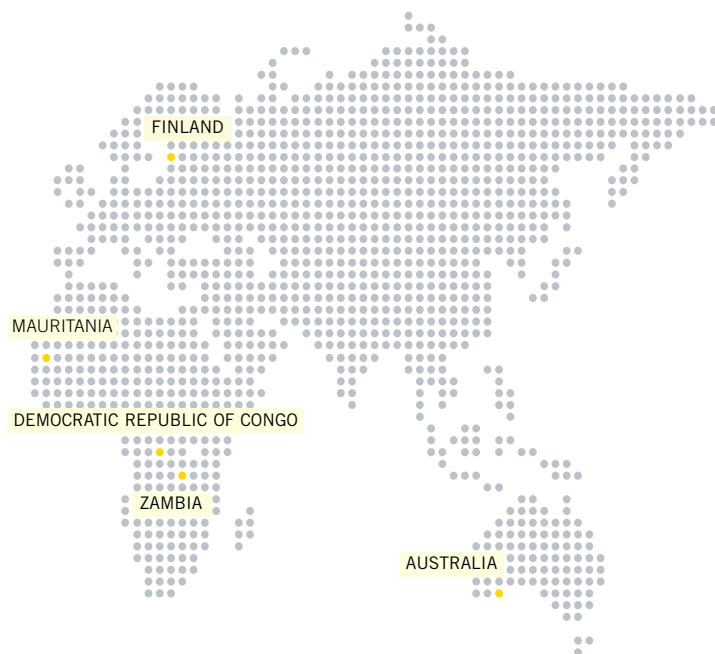 FINLAND
MAURITANIA
DEMOCRATIC REPUBLIC OF CONGO
ZAMBIA
AUSTRALIA